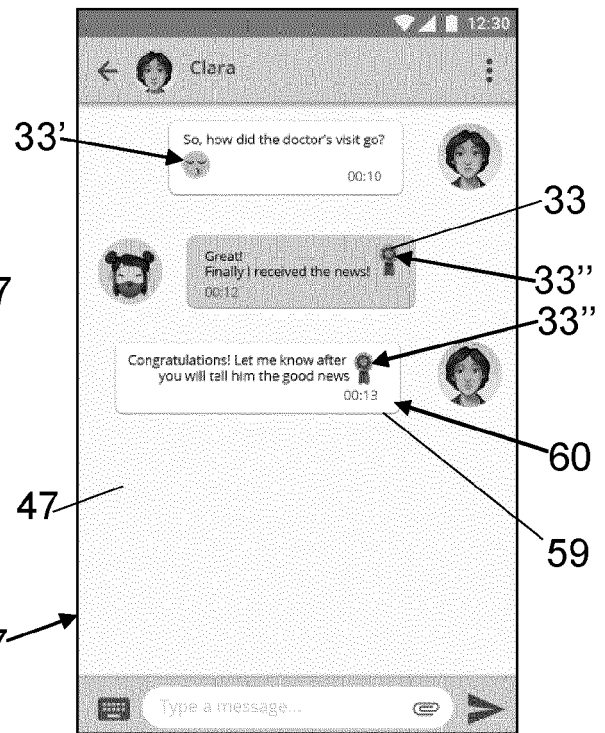 12:30
Clara
So, how did the doctor's visit go?
00:10
33'
33
Great!
Finally I received the news!
00:12
33''
7
33''
Congratulations! Let me know after
you will tell him the good news
00:13
60
47
59
7
Type a message...